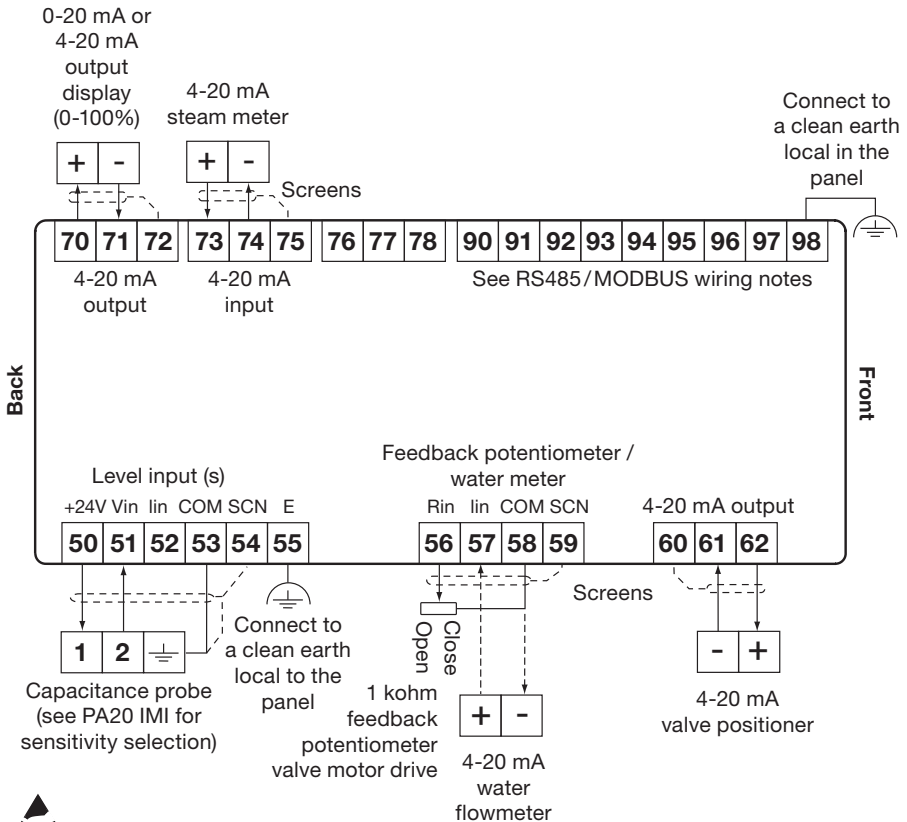 0-20 mA or
4-20 mA
output
display
(0-100%)
4-20 mA
steam meter
Connect to
a clean earth
local in the
panel
+ -
+ -
Screens
70 71 72 73 74 75 76 77 78 90 91 92 93 94 95 96 97 98
4-20 mA
output
4-20 mA
input
See RS485/MODBUS wiring notes
Back
Front
Level input (s)
+24V Vin Iin COM SCN E
50 51 52 53 54 55
Feedback potentiometer /
water meter
Rin Iin COM SCN
56 57 58 59
4-20 mA output
60 61 62
Screens
1 2
Capacitance probe
(see PA20 IMI for
sensitivity selection)
Connect to
a clean earth
local to the
panel
Open
Close
1 kohm
feedback
potentiometer
valve motor drive
+ -
4-20 mA
water
flowmeter
- +
4-20 mA
valve positioner